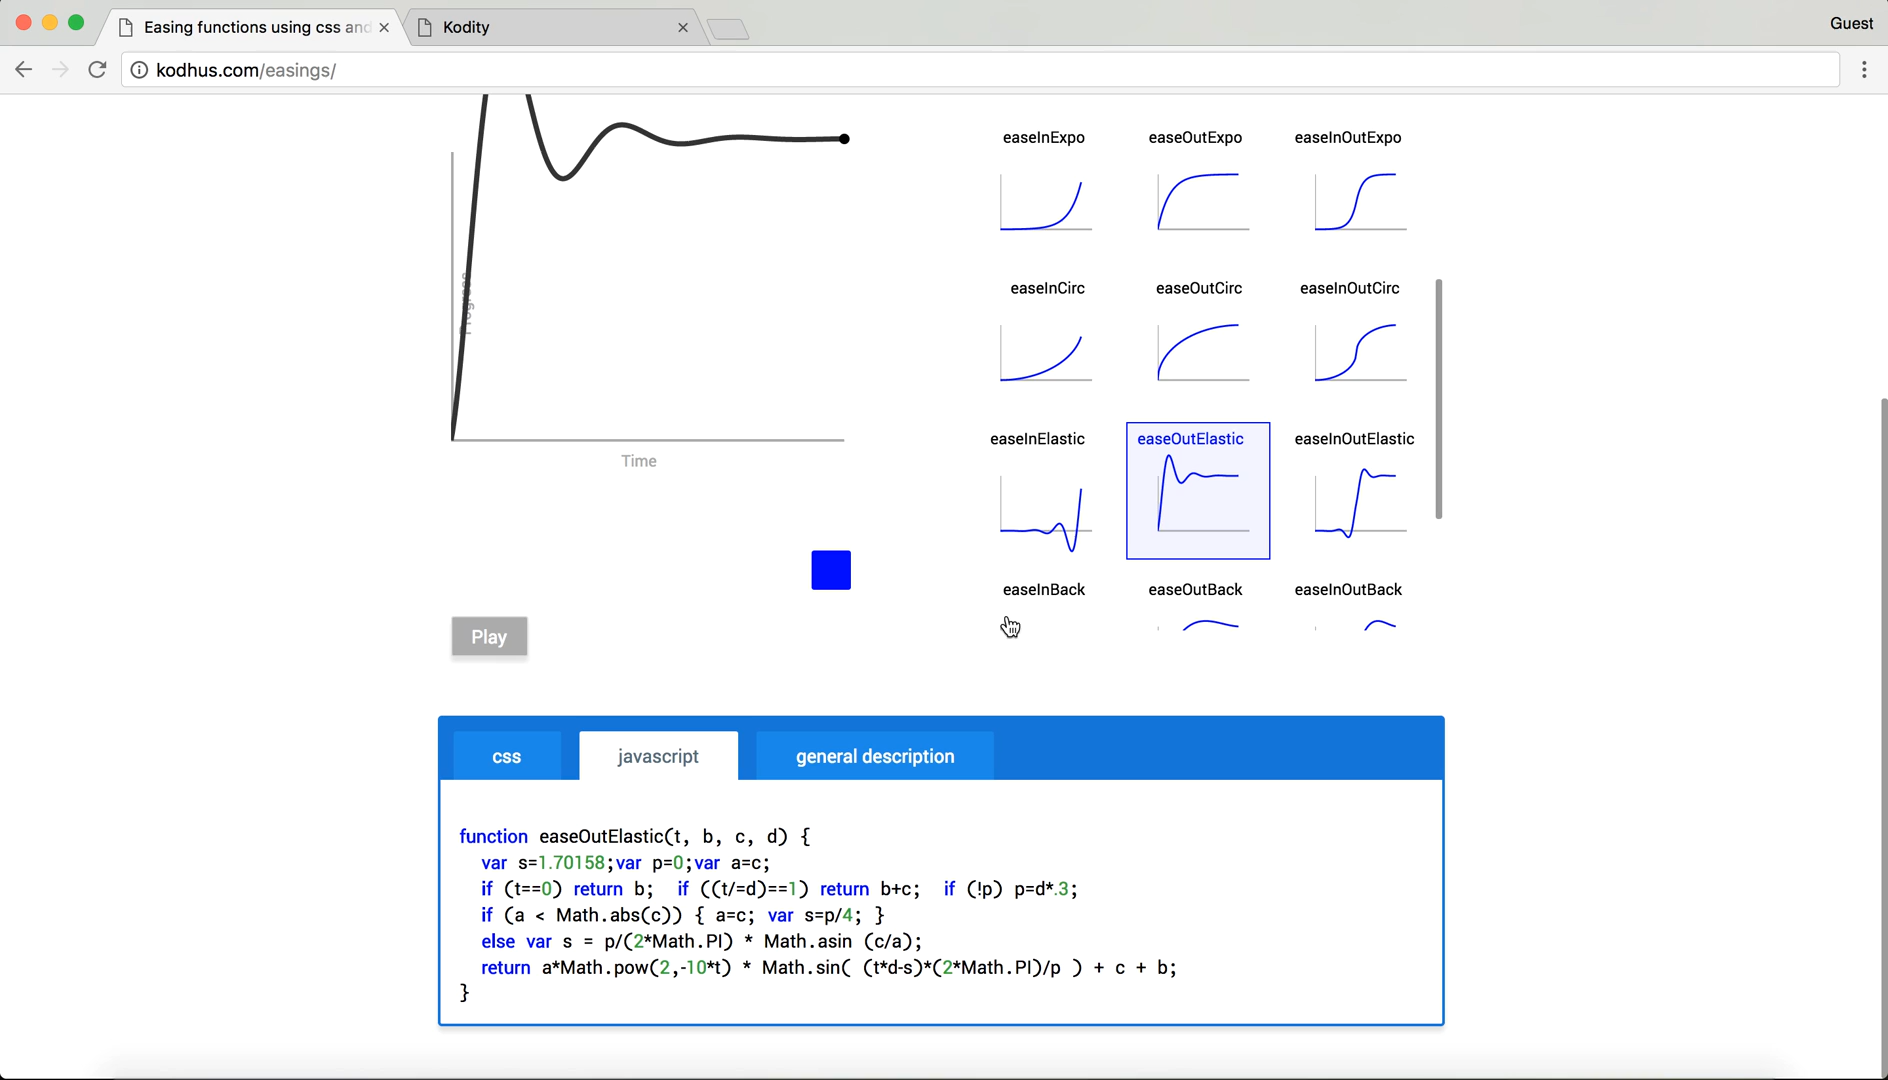 Easing functions using css and
Kodity
Guest
kodhus.com/easings/
easeInExpo easeOutExpo easeInOutExpo
easeInCirc easeOutCirc easeInOutCirc
Progress
easeInElastic easeOutElastic easeInOutElastic
Time
easeInBack easeOutBack easeInOutBack
Play
css javascript general description
function easeOutElastic(t, b, c, d) {
var s=1.70158;var p=0;var a=c;
if (t==0) return b;  if ((t/=d)==1) return b+c;  if (!p) p=d*.3;
if (a < Math.abs(c)) { a=c; var s=p/4; }
else var s = p/(2*Math.PI) * Math.asin (c/a);
return a*Math.pow(2,-10*t) * Math.sin( (t*d-s)*(2*Math.PI)/p ) + c + b;
}